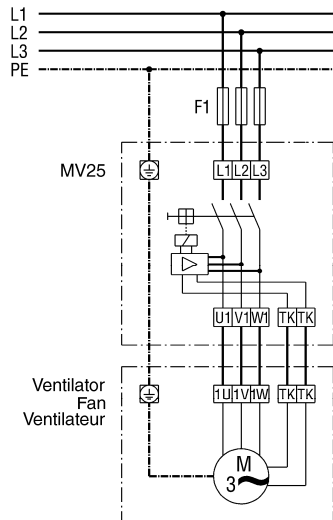 L1
L2
L3
PE
F1
MV25
L1 L2 L3
U1 V1 W1 TK TK
Ventilator
Fan
Ventilateur
1U 1V 1W TK TK
M
3